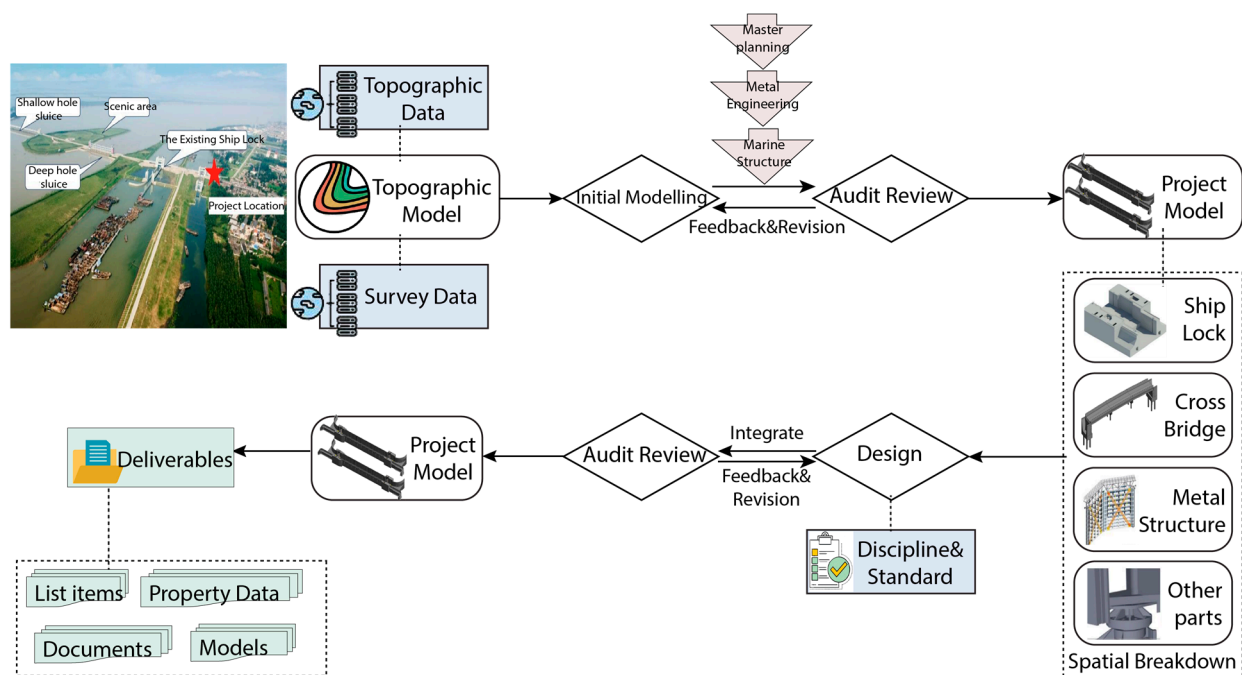 Master
planning
Metal
Engineering
Marine
Structure
Shallow hole
sluice
Scenic area
The Existing Ship Lock
Deep hole
sluice
Project Location
Topographic
Data
Topographic
Model
Survey Data
Initial Modelling
Feedback&Revision
Audit Review
Project
Model
Ship
Lock
Cross
Bridge
Metal
Structure
Other
parts
Spatial Breakdown
Design
Discipline&
Standard
Integrate
Feedback&
Revision
Audit Review
Project
Model
Deliverables
List items
Property Data
Documents
Models